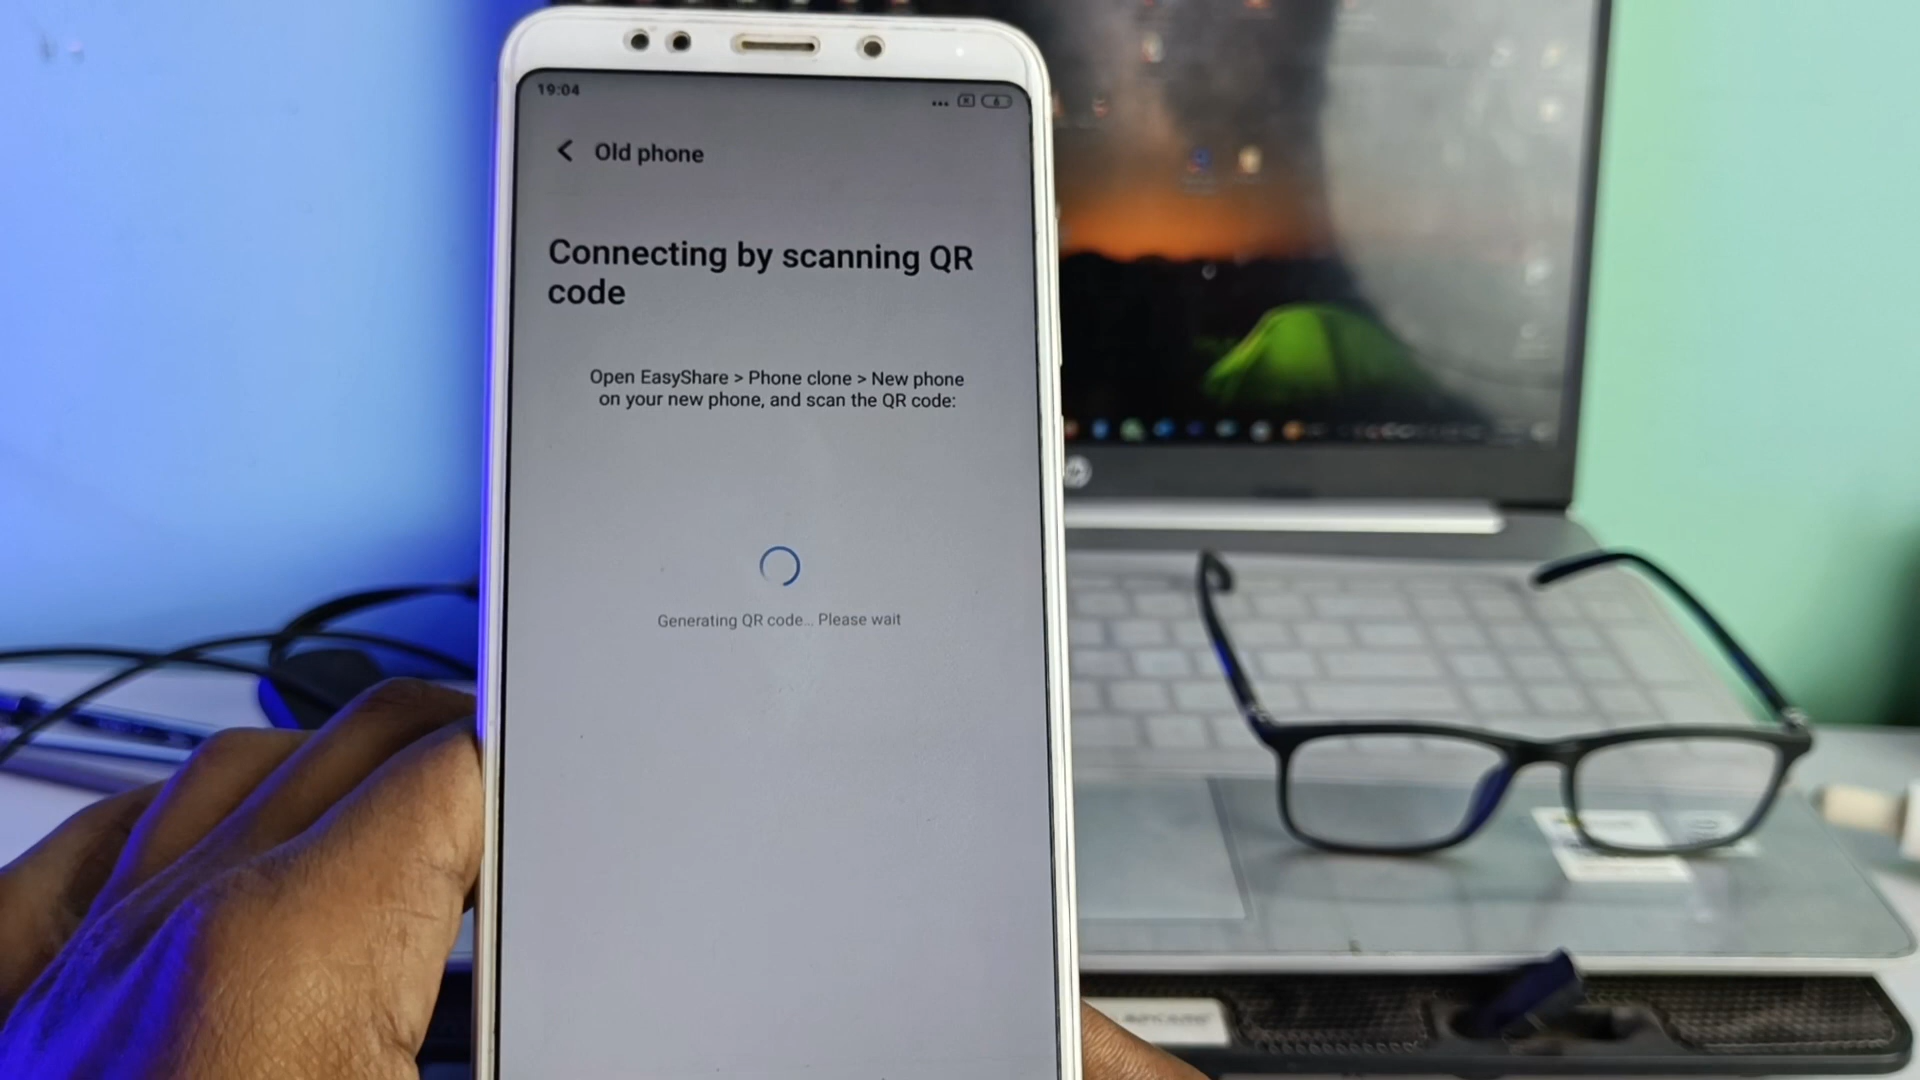 19:04
Old phone
Connecting by scanning QR
code
Open EasyShare > Phone clone > New phone
on your new phone, and scan the QR code:
Generating QR code... Please wait
hp